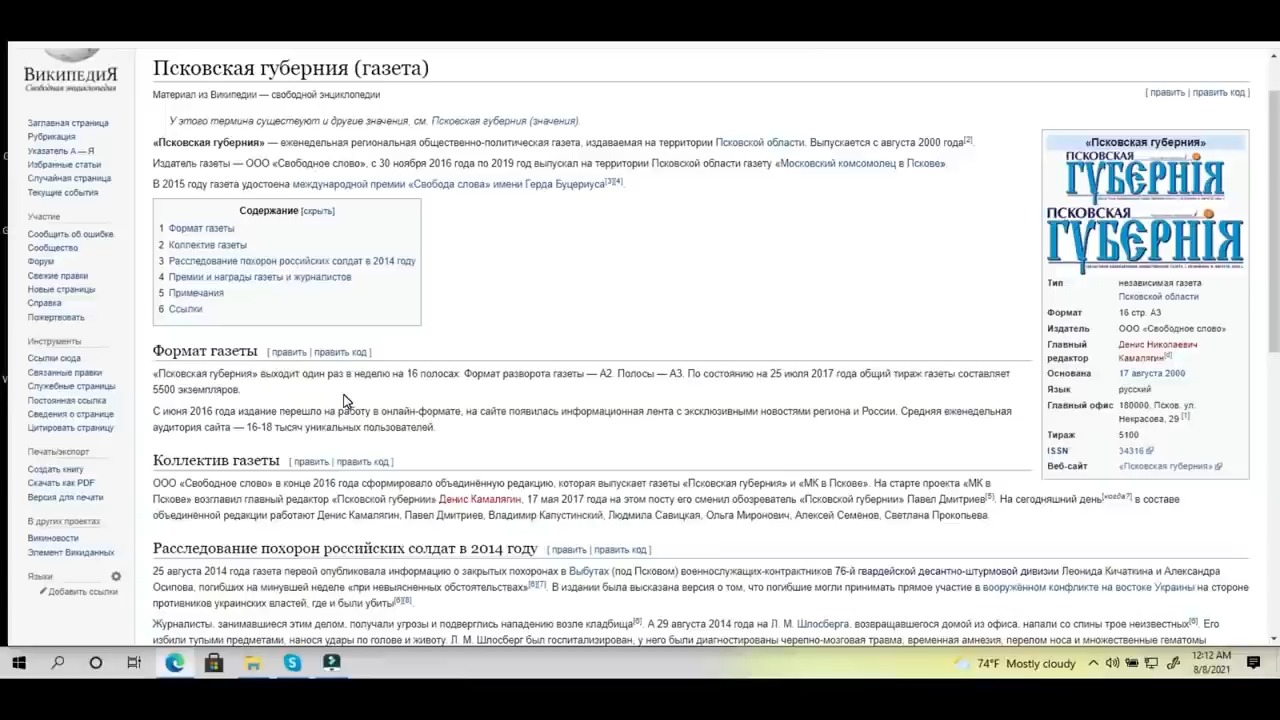 ВикипедиЯ
Свободная энциклопедия
Заглавная страница
Рубрикация
Указатель А — Я
Избранные статьи
Случайная страница
Текущие события
Участие
Сообщить об ошибке
Сообщество
Форум
Свежие правки
Новые страницы
Справка
Пожертвовать
Инструменты
Ссылки сюда
Связанные правки
Служебные страницы
Постоянная ссылка
Сведения о странице
Цитировать страницу
Печать/экспорт
Создать книгу
Скачать как PDF
Версия для печати
В других проектах
Викиновости
Элемент Викиданных
Языки
Добавить ссылки
Псковская губерния (газета)
Материал из Википедии — свободной энциклопедии
[ править | править код ]
У этого термина существуют и другие значения, см. Псковская губерния (значения).
«Псковская губерния» — еженедельная региональная общественно-политическая газета, издаваемая на территории Псковской области. Выпускается с августа 2000 года[2].
Издатель газеты — ООО «Свободное слово», с 30 ноября 2016 года по 2019 год выпускал на территории Псковской области газету «Московский комсомолец в Пскове».
В 2015 году газета удостоена международной премии «Свобода слова» имени Герда Буцериуса[3][4].
Содержание [скрыть]
1 Формат газеты
2 Коллектив газеты
3 Расследование похорон российских солдат в 2014 году
4 Премии и награды газеты и журналистов
5 Примечания
6 Ссылки
Формат газеты [ править | править код ]
«Псковская губерния» выходит один раз в неделю на 16 полосах. Формат разворота газеты — А2. Полосы — А3. По состоянию на 25 июля 2017 года общий тираж газеты составляет
5500 экземпляров.
С июня 2016 года издание перешло на работу в онлайн-формате, на сайте появилась информационная лента с эксклюзивными новостями региона и России. Средняя еженедельная
аудитория сайта — 16-18 тысяч уникальных пользователей.
Коллектив газеты [ править | править код ]
ООО «Свободное слово» в конце 2016 года сформировало объединённую редакцию, которая выпускает газеты «Псковская губерния» и «МК в Пскове». На старте проекта «МК в
Пскове» возглавил главный редактор «Псковской губернии» Денис Камалягин, 17 мая 2017 года на этом посту его сменил обозреватель «Псковской губернии» Павел Дмитриев[5]. На сегодняшний день[когда?] в составе
объединённой редакции работают Денис Камалягин, Павел Дмитриев, Владимир Капустинский, Людмила Савицкая, Ольга Миронович, Алексей Семёнов, Светлана Прокопьева.
Расследование похорон российских солдат в 2014 году [ править | править код ]
25 августа 2014 года газета первой опубликовала информацию о закрытых похоронах в Выбутах (под Псковом) военнослужащих-контрактников 76-й гвардейской десантно-штурмовой дивизии Леонида Кичаткина и Александра
Осипова, погибших на минувшей неделе «при невыясненных обстоятельствах»[6][7]. В издании была высказана версия о том, что погибшие могли принимать прямое участие в вооружённом конфликте на востоке Украины на стороне
противников украинских властей, где и были убиты[6][8].
Журналисты, занимавшиеся этим делом, получали угрозы и подверглись нападению возле кладбища[6]. А 29 августа 2014 года на Л. М. Шлосберга, возвращавшегося домой из офиса, напали со спины трое неизвестных[6]. Его
избили тупыми предметами, нанося удары по голове и животу. Л. М. Шлосберг был госпитализирован, у него были диагностированы черепно-мозговая травма, временная амнезия, перелом носа и множественные гематомы
«Псковская губерния»
ПСКОВСКАЯ
ГУБЕРНIЯ
ПСКОВСКАЯ
ГУБЕРНIЯ
Тип независимая газета
Псковской области
Формат 16 стр. А3
Издатель ООО «Свободное слово»
Главный Денис Николаевич
редактор Камалягин[d]
Основана 17 августа 2000
Язык русский
Главный офис 180000, Псков, ул.
Некрасова, 29 [1]
Тираж 5100
ISSN 34316
Веб-сайт «Псковская губерния»
74°F Mostly cloudy
12:12 AM
8/8/2021